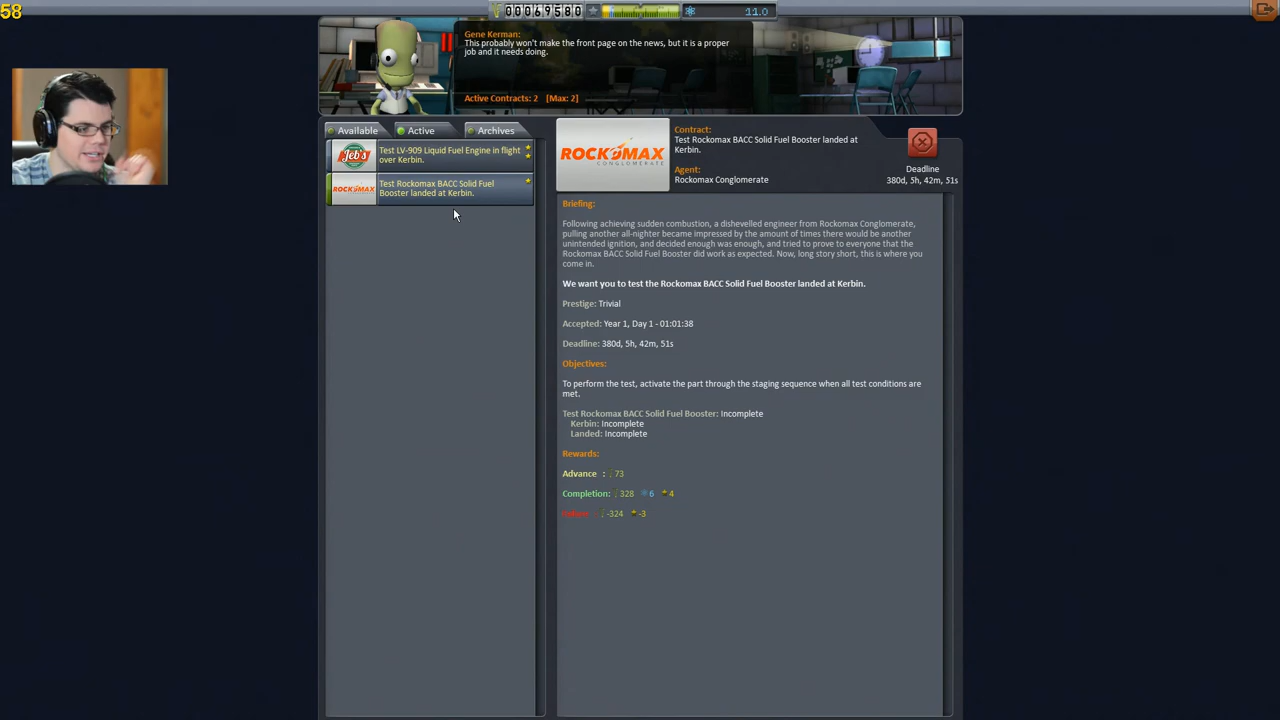 58
00069580
11.0
Gene Kerman:
This probably won't make the front page on the news, but it is a proper
job and it needs doing.
Active Contracts: 2 [Max: 2]
Available
Active
Archives
Jeb's
Test LV-909 Liquid Fuel Engine in flight
over Kerbin.
ROCKOMAX
Test Rockomax BACC Solid Fuel
Booster landed at Kerbin.
ROCKOMAX
CONGLOMERATE
Contract:
Test Rockomax BACC Solid Fuel Booster landed at
Kerbin.
Agent:
Rockomax Conglomerate
Deadline
380d, 5h, 42m, 51s
Briefing:
Following achieving sudden combustion, a dishevelled engineer from Rockomax Conglomerate,
pulling another all-nighter became impressed by the amount of times there would be another
unintended ignition, and decided enough was enough, and tried to prove to everyone that the
Rockomax BACC Solid Fuel Booster did work as expected. Now, long story short, this is where you
come in.
We want you to test the Rockomax BACC Solid Fuel Booster landed at Kerbin.
Prestige: Trivial
Accepted: Year 1, Day 1 - 01:01:38
Deadline: 380d, 5h, 42m, 51s
Objectives:
To perform the test, activate the part through the staging sequence when all test conditions are
met.
Test Rockomax BACC Solid Fuel Booster: Incomplete
Kerbin: Incomplete
Landed: Incomplete
Rewards:
Advance : 73
Completion: 328 6 4
-324 -3